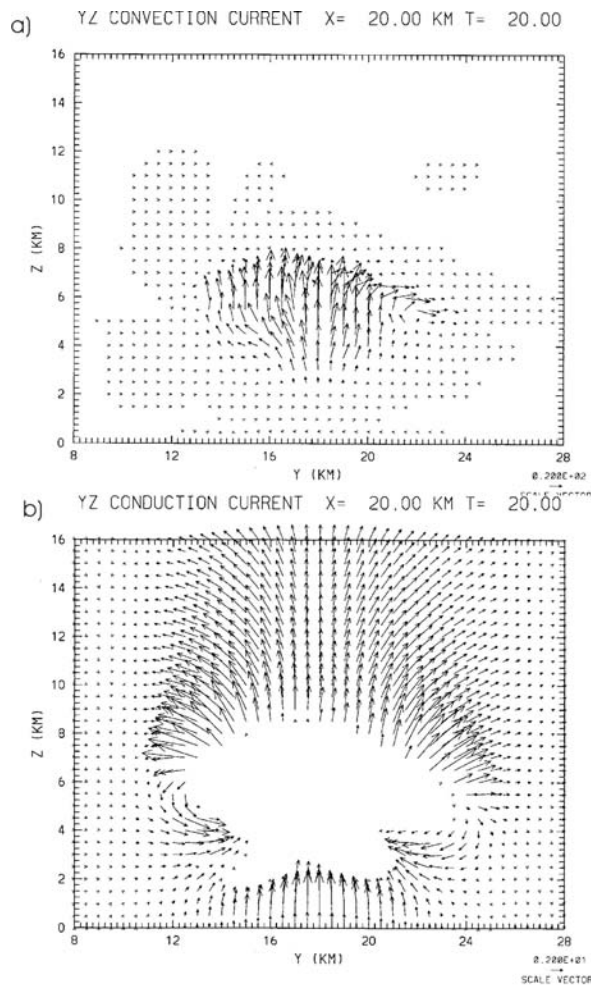 a) YZ CONVECTION CURRENT X= 20.00 KM T= 20.00
16
14
12
10
8
6
4
2
0
Z (KM)
8 12 16 20 24 28
Y (KM)
0.200E+02
SCALE VECTOR
b) YZ CONDUCTION CURRENT X= 20.00 KM T= 20.00
16
14
12
10
8
6
4
2
0
Z (KM)
8 12 16 20 24 28
Y (KM)
0.200E+01
SCALE VECTOR